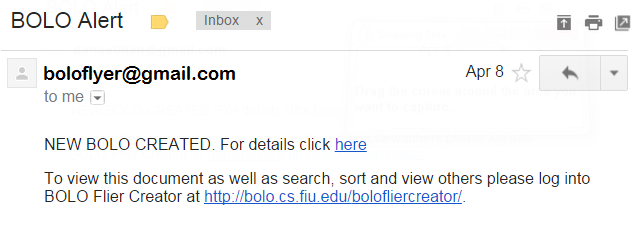 BOLO Alert
Inbox x
boloflyer@gmail.com
Apr 8
to me
NEW BOLO CREATED. For details click here
To view this document as well as search, sort and view others please log into
BOLO Flier Creator at http://bolo.cs.fiu.edu/bolofliercreator/.